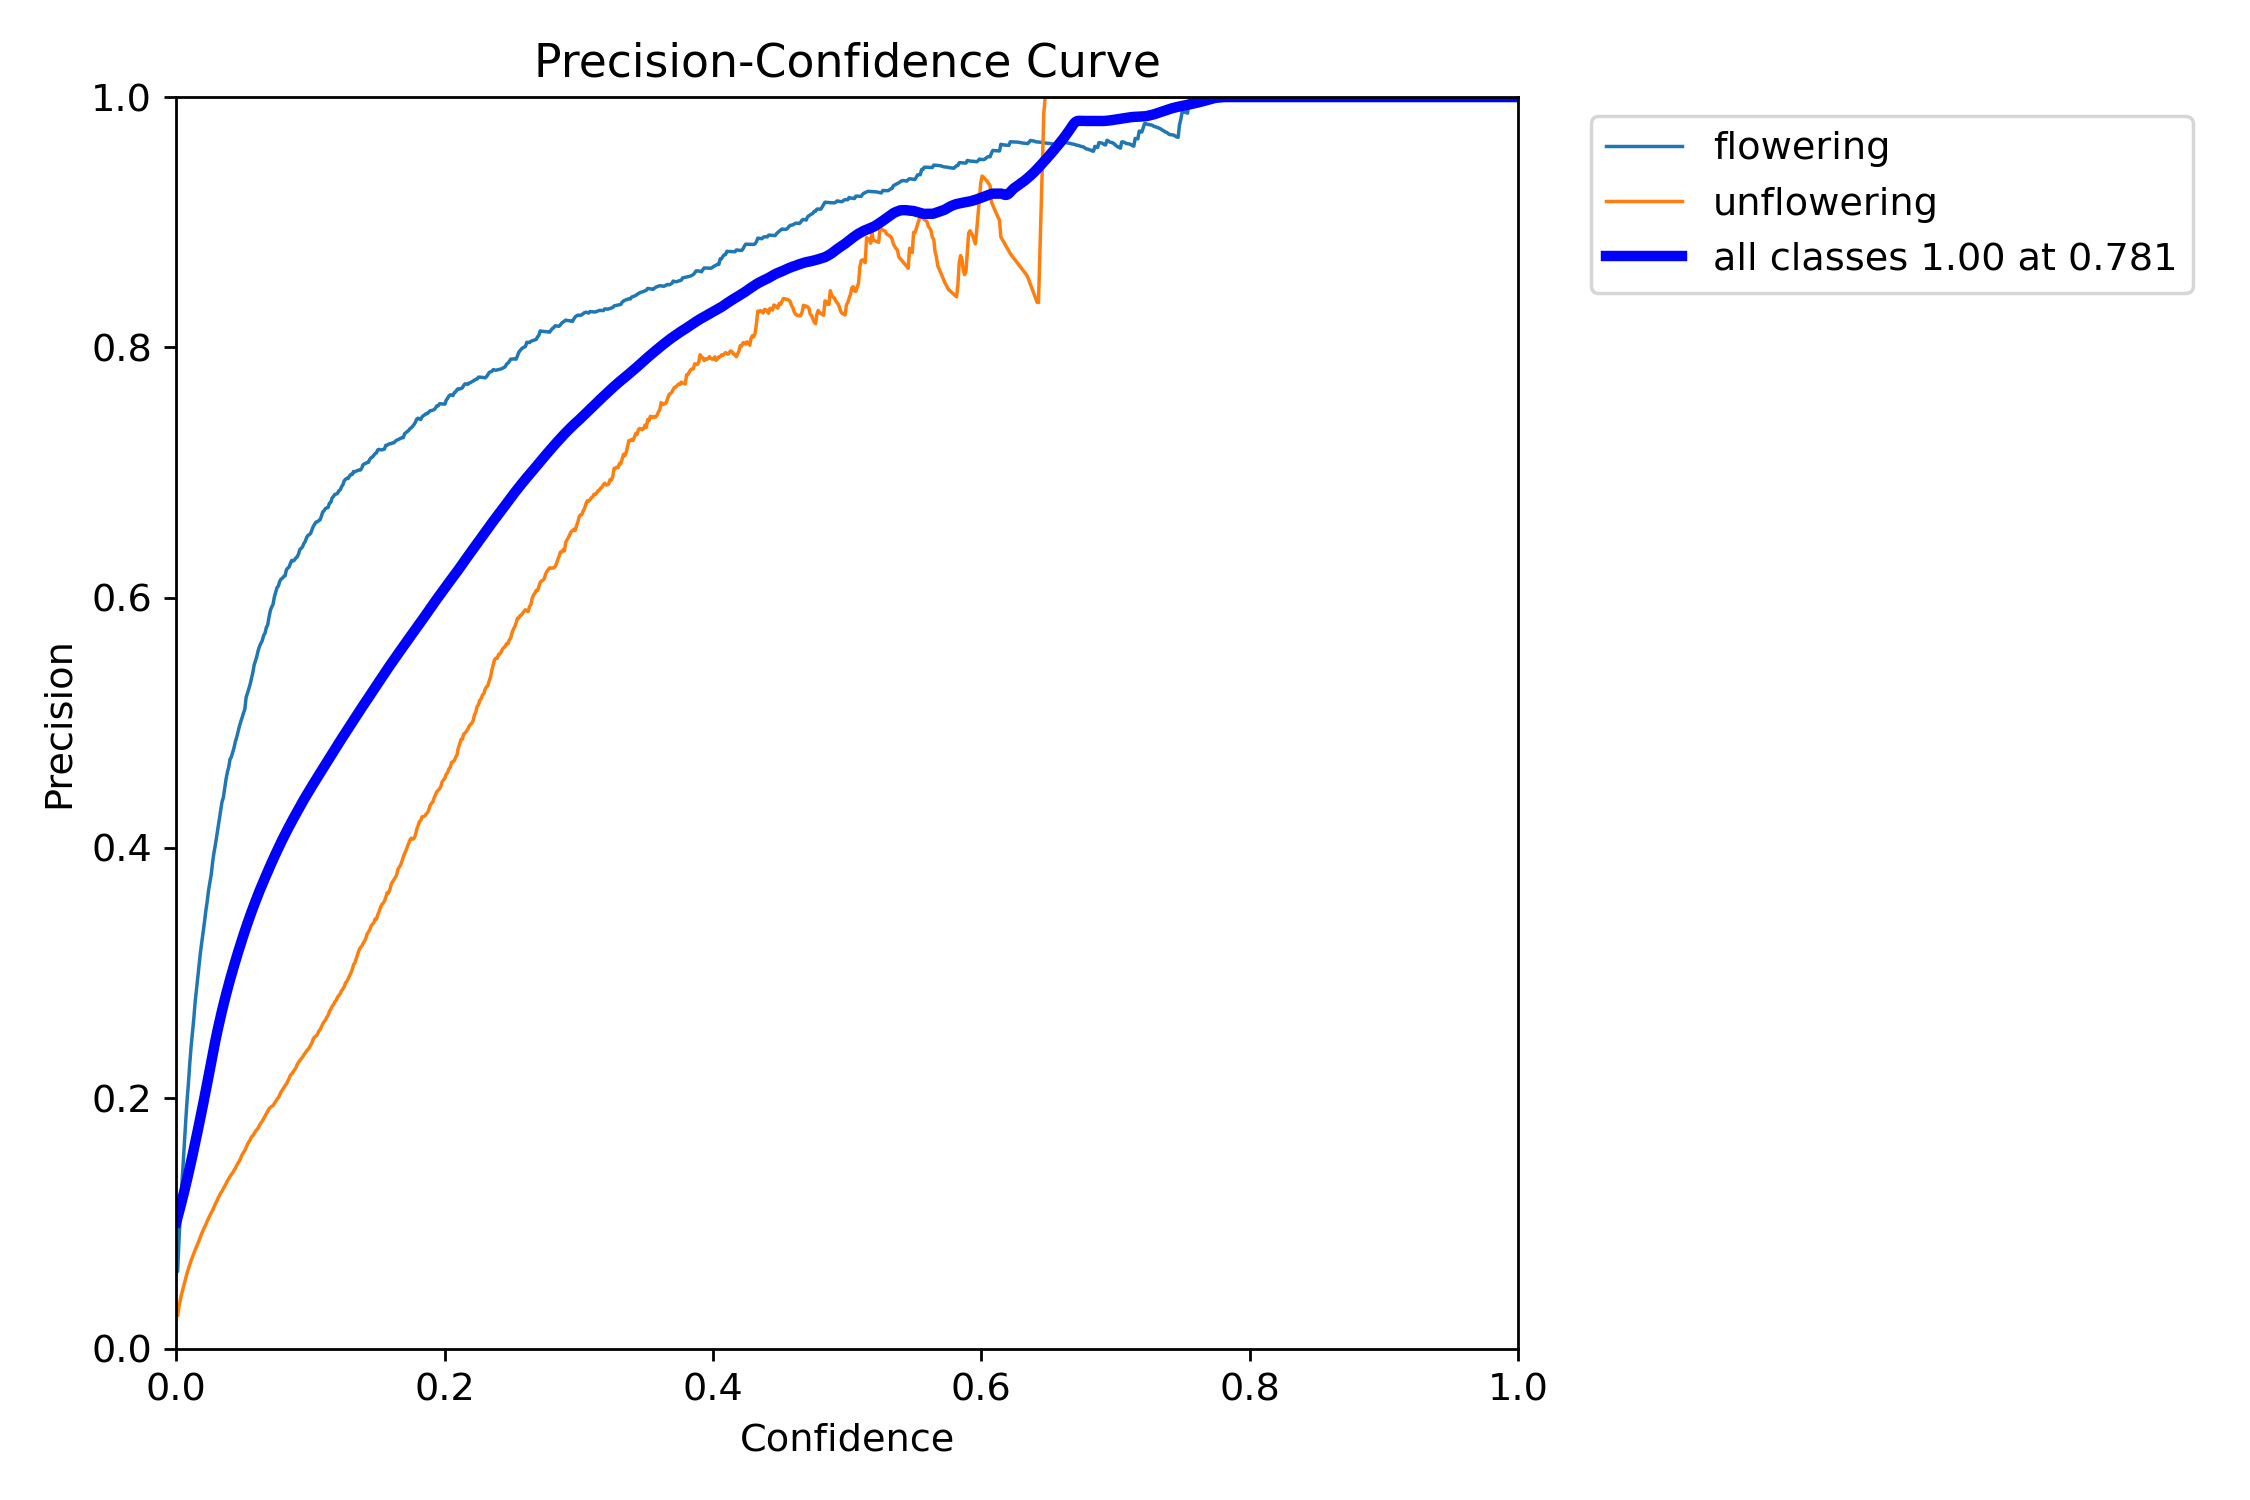 Precision-Confidence Curve
1.0
0.8
0.6
0.4
0.2
0.0
Precision
0.0 0.2 0.4 0.6 0.8 1.0
Confidence
flowering
unflowering
all classes 1.00 at 0.781